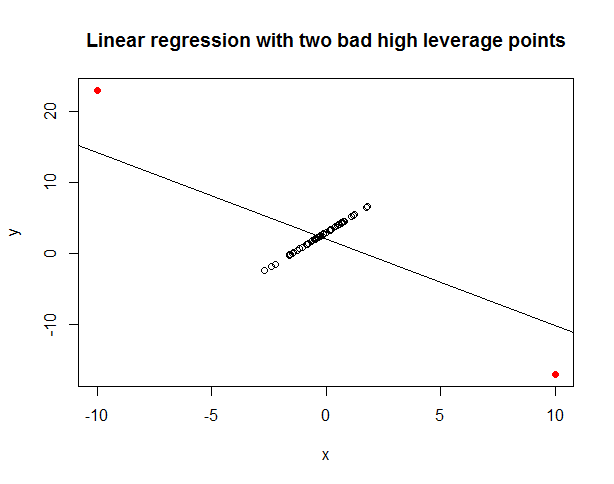 Linear regression with two bad high leverage points
20
10
0
-10
y
-10 -5 0 5 10
x